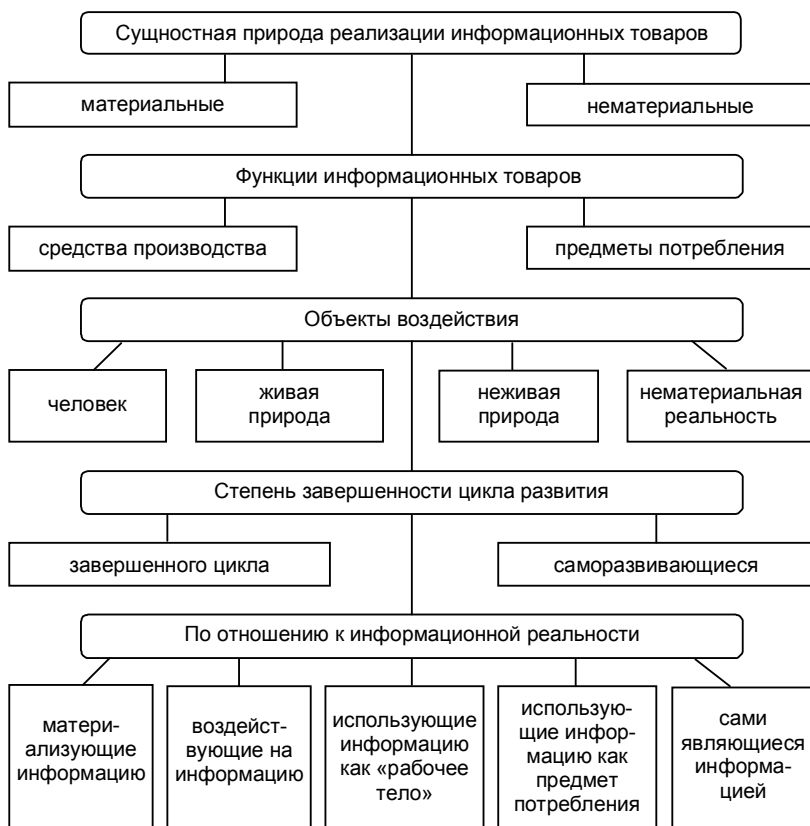 Сущностная природа реализации информационных товаров
материальные
нематериальные
Функции информационных товаров
средства производства
предметы потребления
Объекты воздействия
человек
живая
природа
неживая
природа
нематериальная
реальность
Степень завершенности цикла развития
завершенного цикла
саморазвивающиеся
По отношению к информационной реальности
матери-
ализующие
информацию
воздейст-
вующие на
информацию
использующие
информацию
как «рабочее
тело»
использую-
щие инфор-
мацию как
предмет
потребления
сами
являющиеся
информа-
цией